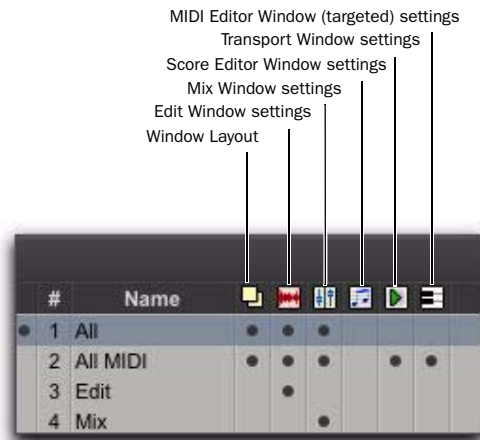 MIDI Editor Window (targeted) settings
Transport Window settings
Score Editor Window settings
Mix Window settings
Edit Window settings
Window Layout
# Name
1 All
2 All MIDI
3 Edit
4 Mix